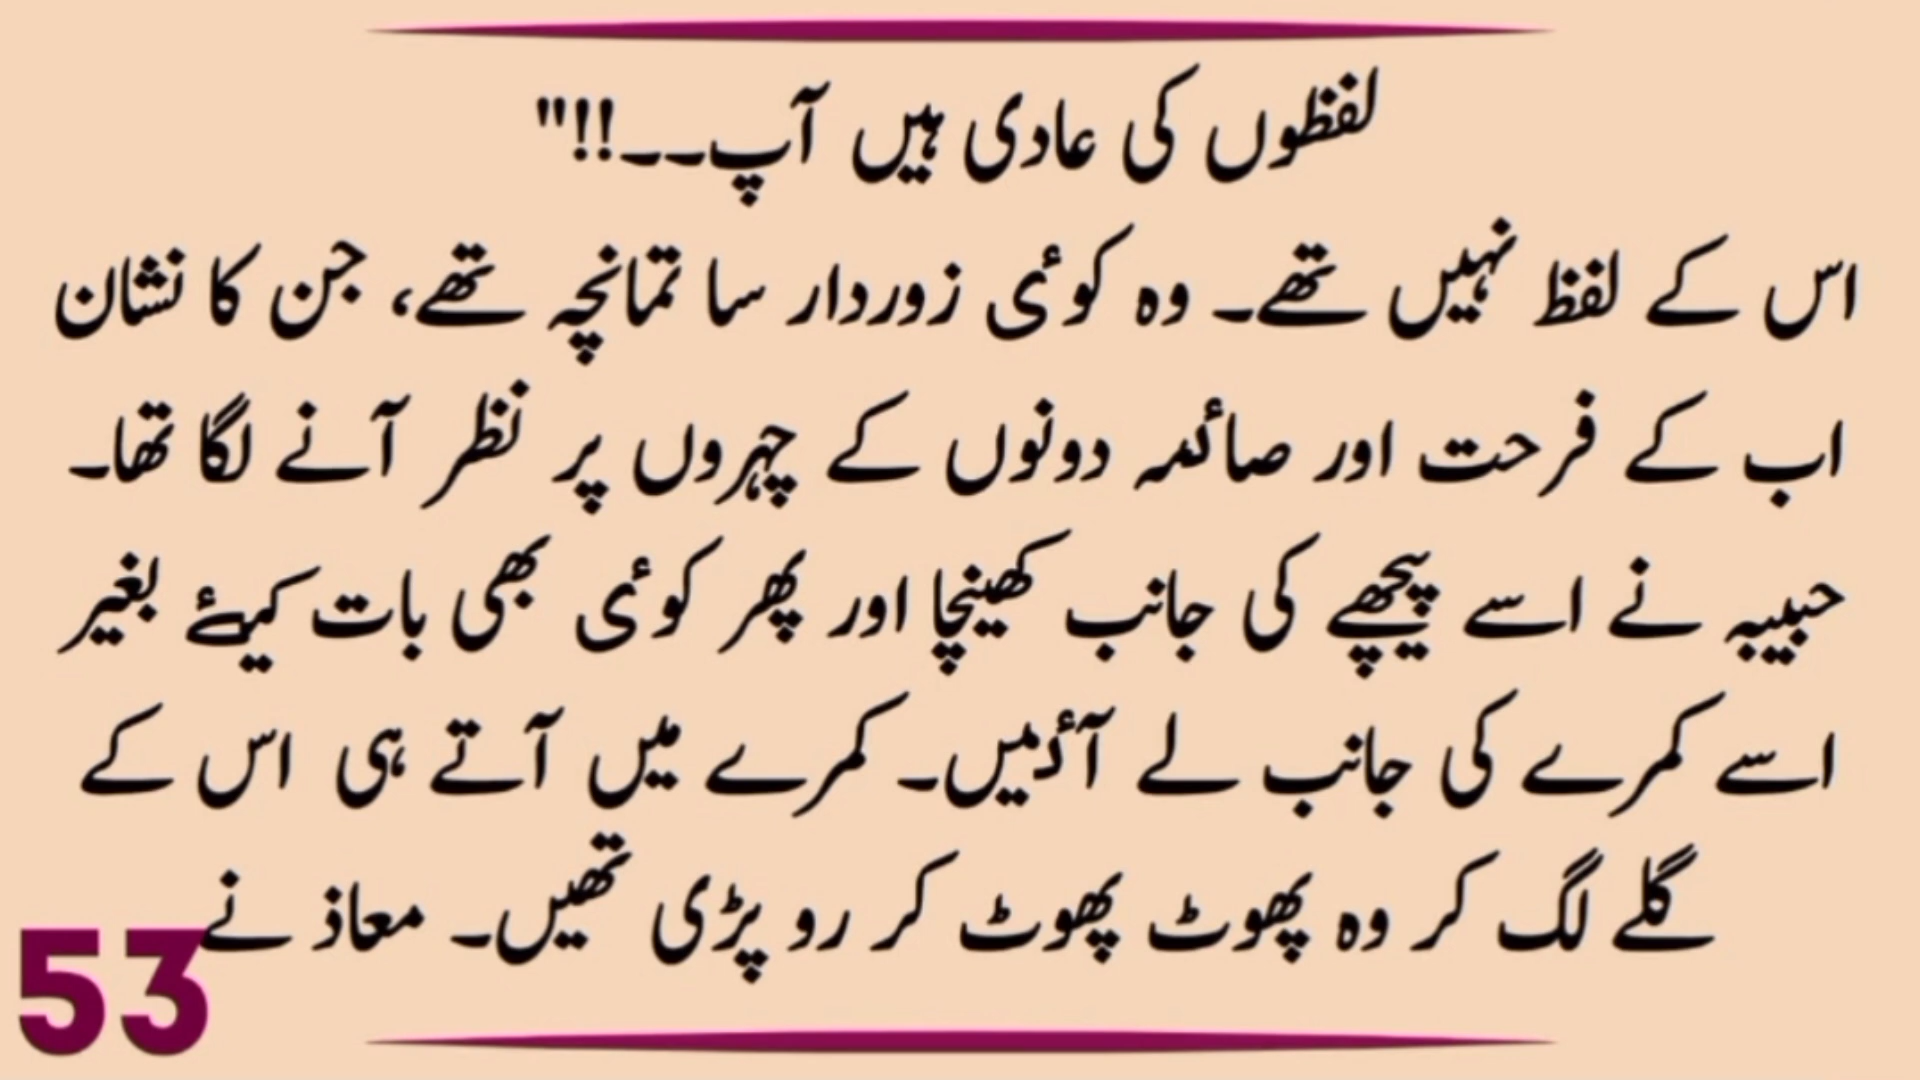 لفظوں کی عادی ہیں آپ۔۔!!"
اس کے لفظ نہیں تھے۔ وہ کوئی زوردار سا تمانچہ تھے، جن کا نشان
اب کے فرحت اور صائمہ دونوں کے چہروں پر نظر آنے لگا تھا۔
حبیبہ نے اسے پیچھے کی جانب کھینچا اور پھر کوئی بھی بات کیئے بغیر
اسے کمرے کی جانب لے آئیں۔ کمرے میں آتے ہی اس کے
گلے لگ کر وہ پھوٹ پھوٹ کر رو پڑی تھیں۔ معاذ نے
53